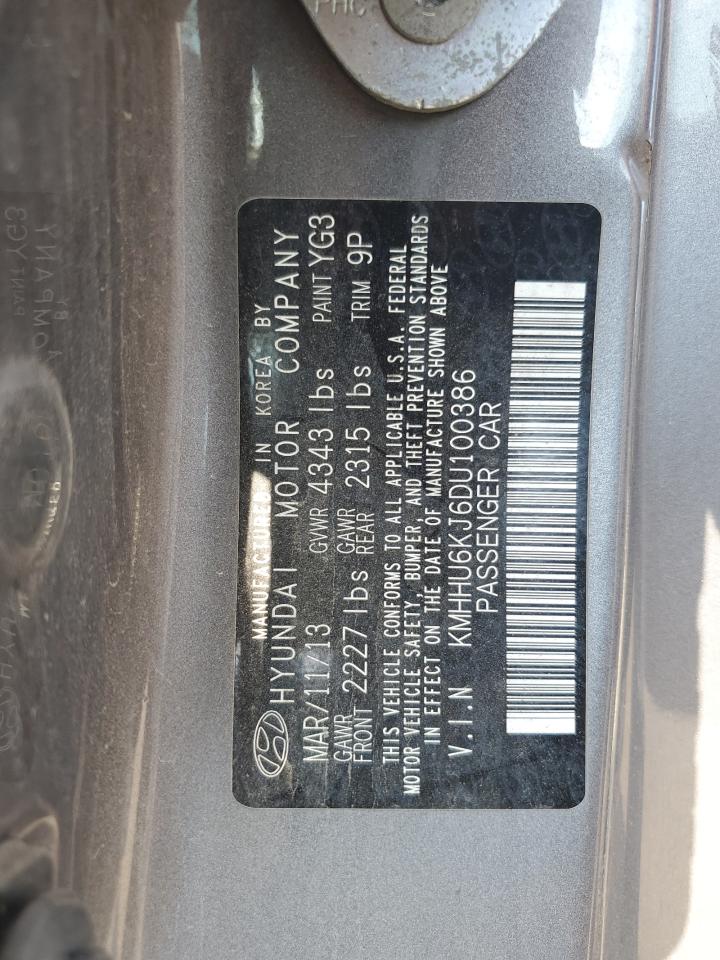 PHC
MANUFACTURED IN KOREA BY
HYUNDAI MOTOR COMPANY
MAR/11/13 GVWR 4343 lbs PAINT YG3
GAWR FRONT 2227 lbs GAWR REAR 2315 lbs TRIM 9P
THIS VEHICLE CONFORMS TO ALL APPLICABLE U.S.A. FEDERAL
MOTOR VEHICLE SAFETY, BUMPER, AND THEFT PREVENTION STANDARDS
IN EFFECT ON THE DATE OF MANUFACTURE SHOWN ABOVE
V.I.N KMHHU6KJ6DU100386
PASSENGER CAR